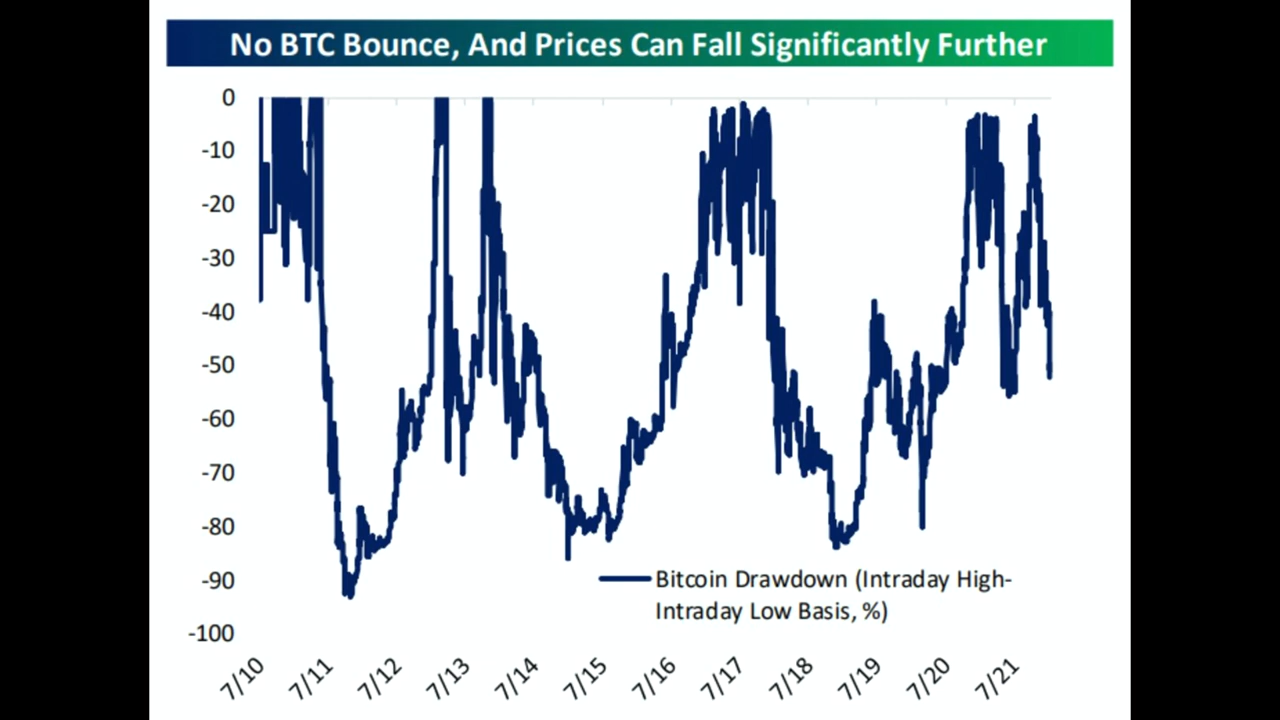 No BTC Bounce, And Prices Can Fall Significantly Further
0
-10
-20
-30
-40
-50
-60
-70
-80
-90
-100
Bitcoin Drawdown (Intraday High-
Intraday Low Basis, %)
7/10 7/11 7/12 7/13 7/14 7/15 7/16 7/17 7/18 7/19 7/20 7/21